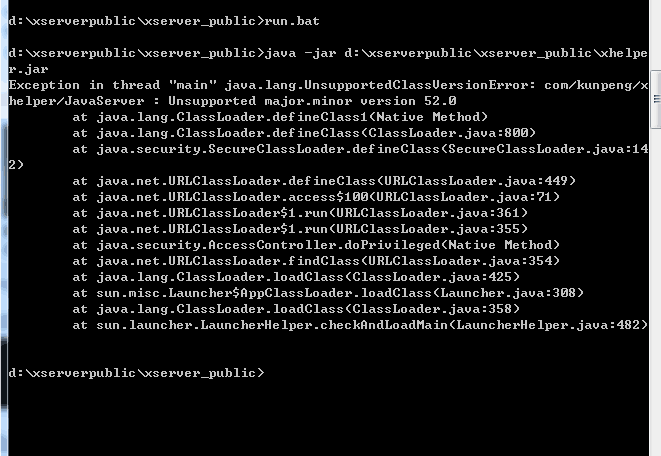 d:\xserverpublic\xserver_public>run.bat
d:\xserverpublic\xserver_public>java -jar d:\xserverpublic\xserver_public\xhelpe
r.jar
Exception in thread "main" java.lang.UnsupportedClassVersionError: com/kunpeng/x
helper/JavaServer : Unsupported major.minor version 52.0
        at java.lang.ClassLoader.defineClass1(Native Method)
        at java.lang.ClassLoader.defineClass(ClassLoader.java:800)
        at java.security.SecureClassLoader.defineClass(SecureClassLoader.java:14
2)
        at java.net.URLClassLoader.defineClass(URLClassLoader.java:449)
        at java.net.URLClassLoader.access$100(URLClassLoader.java:71)
        at java.net.URLClassLoader$1.run(URLClassLoader.java:361)
        at java.net.URLClassLoader$1.run(URLClassLoader.java:355)
        at java.security.AccessController.doPrivileged(Native Method)
        at java.net.URLClassLoader.findClass(URLClassLoader.java:354)
        at java.lang.ClassLoader.loadClass(ClassLoader.java:425)
        at sun.misc.Launcher$AppClassLoader.loadClass(Launcher.java:308)
        at java.lang.ClassLoader.loadClass(ClassLoader.java:358)
        at sun.launcher.LauncherHelper.checkAndLoadMain(LauncherHelper.java:482)
d:\xserverpublic\xserver_public>